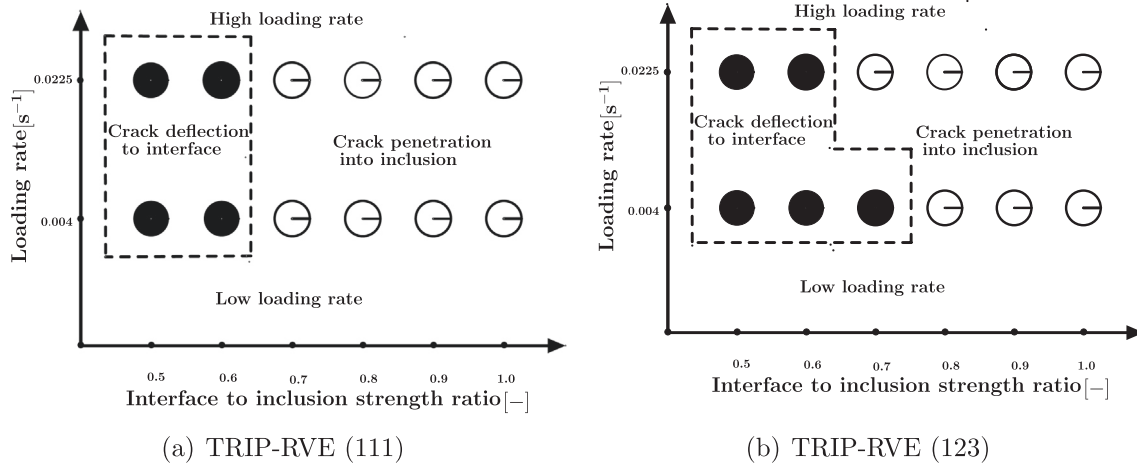 High loading rate
Loading rate[s−1]
0.0225
Crack deflection
to interface
Crack penetration
into inclusion
0.004
Low loading rate
0.5 0.6 0.7 0.8 0.9 1.0
Interface to inclusion strength ratio[−]
(a) TRIP-RVE (111)
High loading rate
Loading rate[s−1]
0.0225
Crack deflection
to interface
Crack penetration
into inclusion
0.004
Low loading rate
0.5 0.6 0.7 0.8 0.9 1.0
Interface to inclusion strength ratio[−]
(b) TRIP-RVE (123)